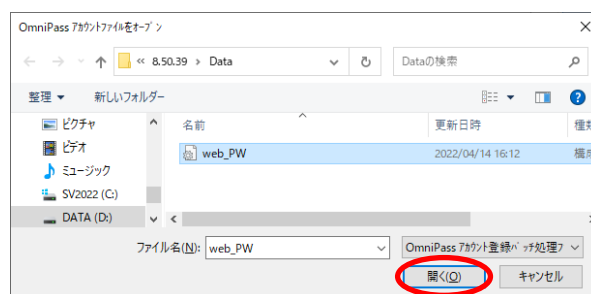 OmniPass ｱｶｳﾝﾄﾌｧｲﾙをｵｰﾌﾟﾝ
« 8.50.39 › Data
Dataの検索
整理
新しいフォルダー
ピクチャ
ビデオ
ミュージック
SV2022 (C:)
DATA (D:)
名前
更新日時
種類
web_PW
2022/04/14 16:12
構成
ファイル名(N):
web_PW
OmniPass ｱｶｳﾝﾄ登録ﾊﾞｯﾁ処理ﾌ
開く(O)
キャンセル